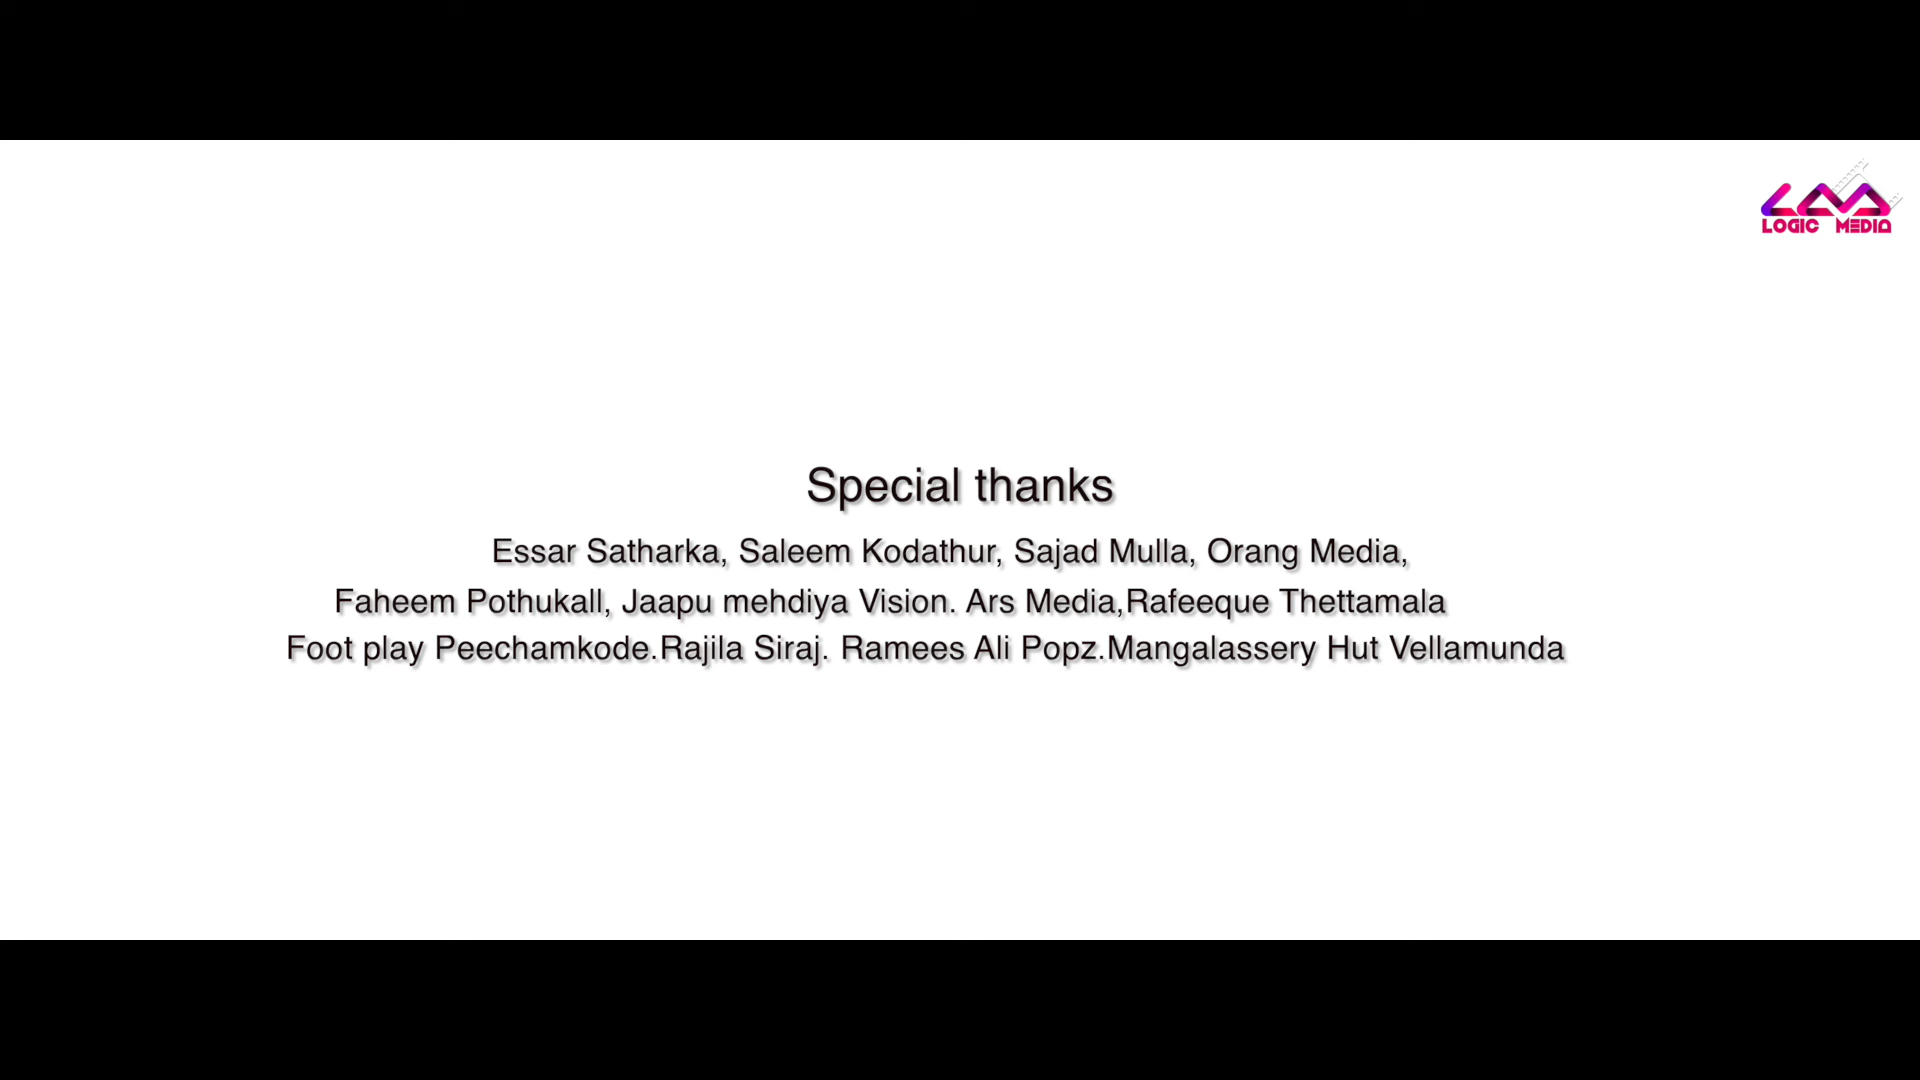 LOGIC MEDIA
Special thanks
Essar Satharka, Saleem Kodathur, Sajad Mulla, Orang Media,
Faheem Pothukall, Jaapu mehdiya Vision. Ars Media,Rafeeque Thettamala
Foot play Peechamkode.Rajila Siraj. Ramees Ali Popz.Mangalassery Hut Vellamunda